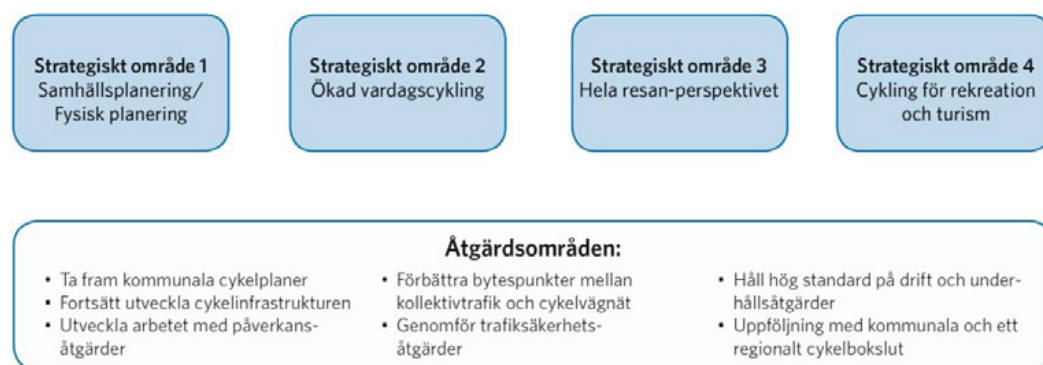 Strategiskt område 1
Samhällsplanering/
Fysisk planering
Strategiskt område 2
Ökad vardagscykling
Strategiskt område 3
Hela resan-perspektivet
Strategiskt område 4
Cykling för rekreation
och turism
Åtgärdsområden:
• Ta fram kommunala cykelplaner
• Fortsätt utveckla cykelinfrastrukturen
• Utveckla arbetet med påverkans-
åtgärder
• Förbättra bytespunkter mellan
kollektivtrafik och cykelvägnät
• Genomför trafiksäkerhets-
åtgärder
• Håll hög standard på drift och under-
hållsåtgärder
• Uppföljning med kommunala och ett
regionalt cykelbokslut